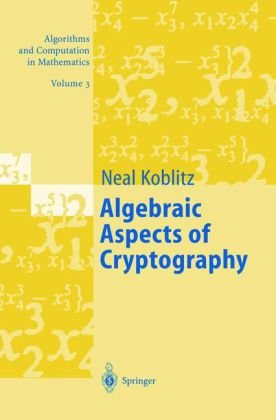 Algorithms
and Computation
in Mathematics
Volume 3
Neal Koblitz
Algebraic
Aspects of
Cryptography
Springer